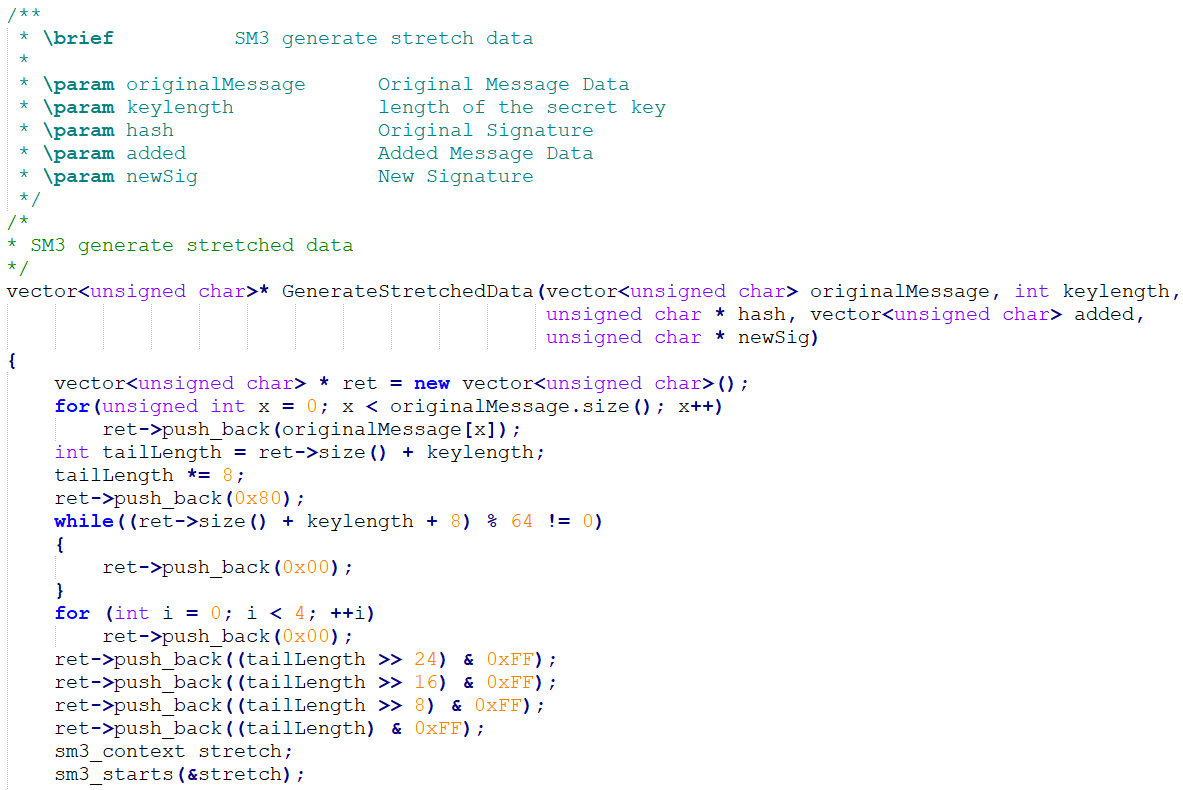 /**
 * \brief          SM3 generate stretch data
 *
 * \param originalMessage      Original Message Data
 * \param keylength            length of the secret key
 * \param hash                 Original Signature
 * \param added                Added Message Data
 * \param newSig               New Signature
 */
/*
* SM3 generate stretched data
*/
vector<unsigned char>* GenerateStretchedData(vector<unsigned char> originalMessage, int keylength,
                                             unsigned char * hash, vector<unsigned char> added,
                                             unsigned char * newSig)
{
    vector<unsigned char> * ret = new vector<unsigned char>();
    for(unsigned int x = 0; x < originalMessage.size(); x++)
        ret->push_back(originalMessage[x]);
    int tailLength = ret->size() + keylength;
    tailLength *= 8;
    ret->push_back(0x80);
    while((ret->size() + keylength + 8) % 64 != 0)
    {
        ret->push_back(0x00);
    }
    for (int i = 0; i < 4; ++i)
        ret->push_back(0x00);
    ret->push_back((tailLength >> 24) & 0xFF);
    ret->push_back((tailLength >> 16) & 0xFF);
    ret->push_back((tailLength >> 8) & 0xFF);
    ret->push_back((tailLength) & 0xFF);
    sm3_context stretch;
    sm3_starts(&stretch);